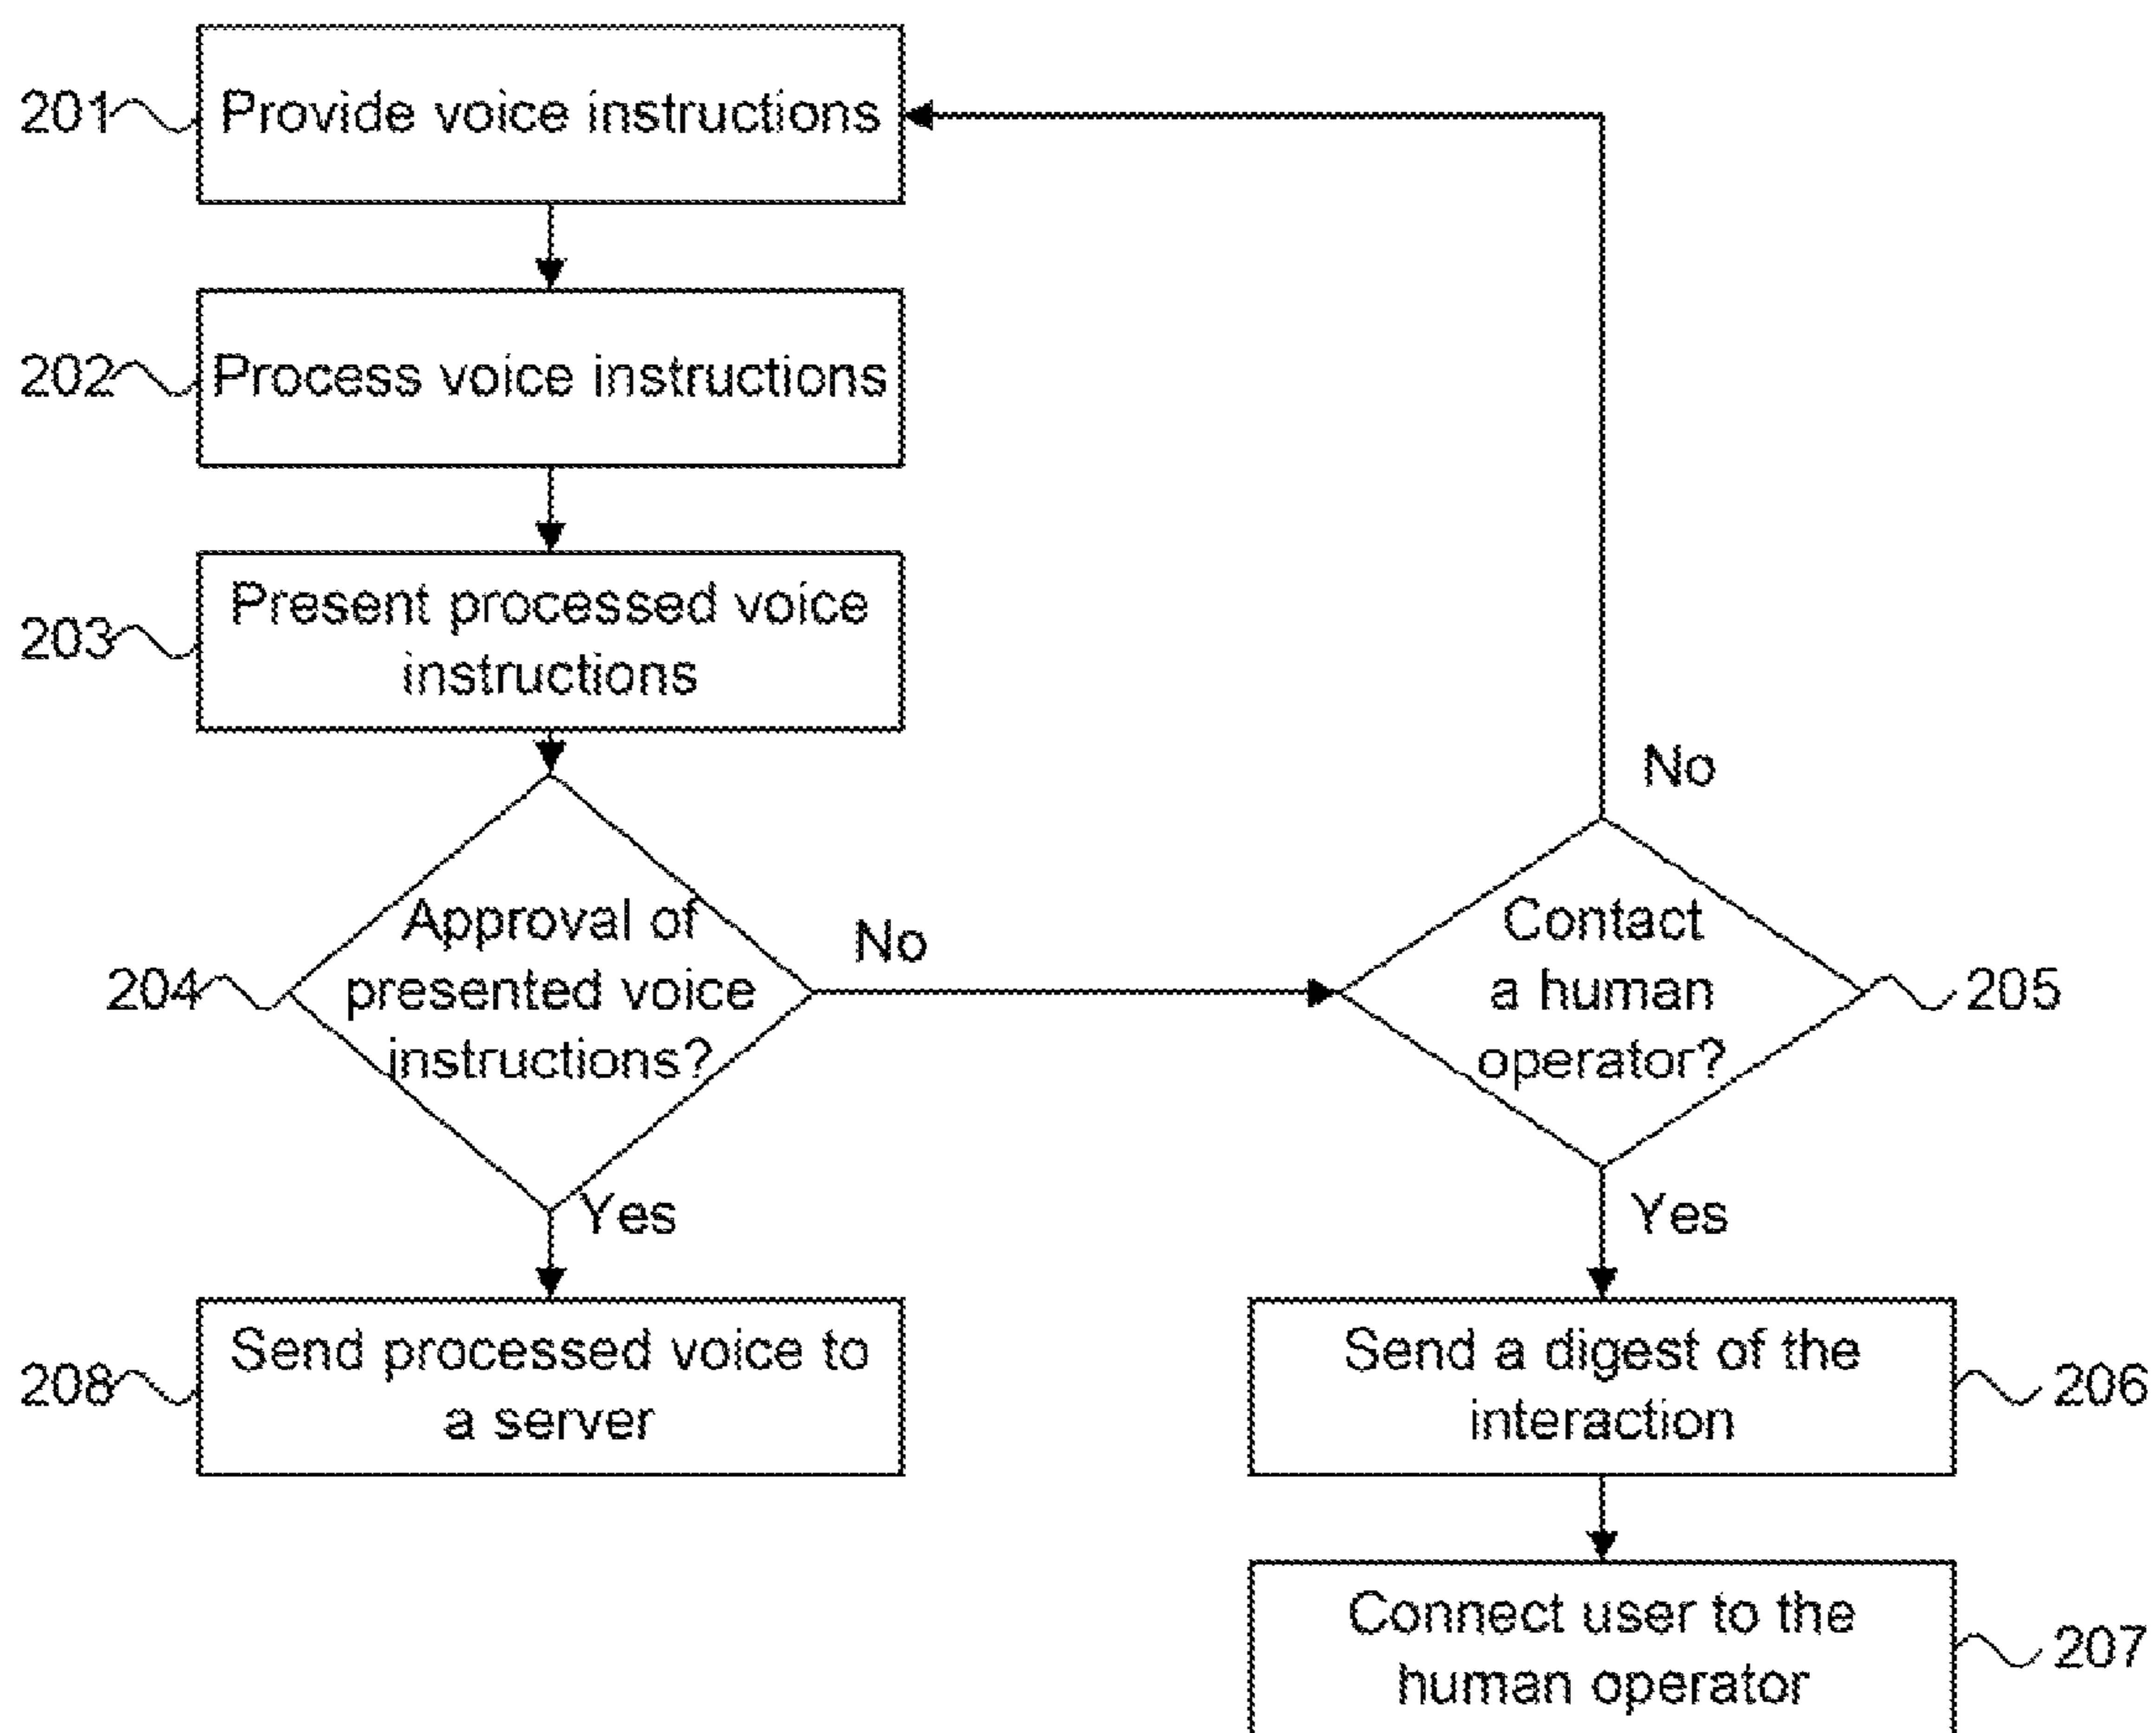 201
Provide voice instructions
202
Process voice instructions
203
Present processed voice
instructions
204
Approval of
presented voice
instructions?
No
Yes
Contact
a human
operator?
205
No
Yes
208
Send processed voice to
a server
Send a digest of the
interaction
206
Connect user to the
human operator
207